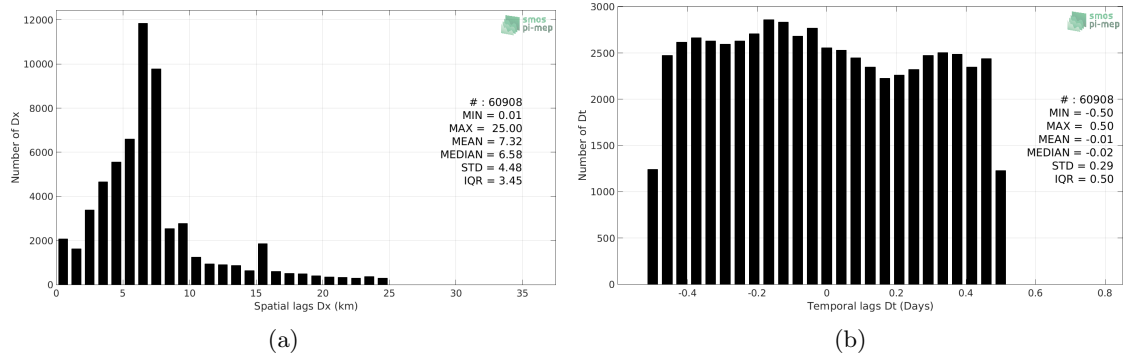 12000
10000
8000
6000
4000
2000
0
Number of Dx
smos
pi-mep
# : 60908
MIN = 0.01
MAX = 25.00
MEAN = 7.32
MEDIAN = 6.58
STD = 4.48
IQR = 3.45
0 5 10 15 20 25 30 35
Spatial lags Dx (km)
(a)
3000
2500
2000
1500
1000
500
0
Number of Dt
smos
pi-mep
# : 60908
MIN = -0.50
MAX = 0.50
MEAN = -0.01
MEDIAN = -0.02
STD = 0.29
IQR = 0.50
-0.4 -0.2 0 0.2 0.4 0.6 0.8
Temporal lags Dt (Days)
(b)